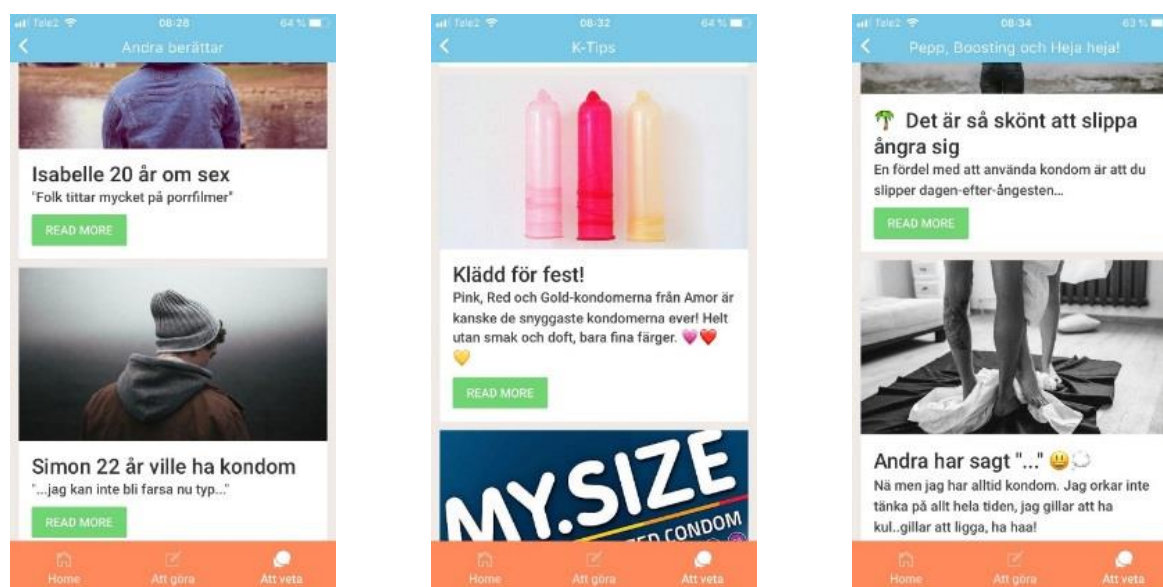 Tele2 08:28 64 %
Andra berättar
Isabelle 20 år om sex
"Folk tittar mycket på porrfilmer"
READ MORE
Simon 22 år ville ha kondom
"...jag kan inte bli farsa nu typ..."
READ MORE
Home Att göra Att veta
Tele2 08:32 64 %
K-Tips
Klädd för fest!
Pink, Red och Gold-kondomerna från Amor är
kanske de snyggaste kondomerna ever! Helt
utan smak och doft, bara fina färger. 💗❤️
💛
READ MORE
MY.SIZE
CONDOM
Home Att göra Att veta
Tele2 08:34 63 %
Pepp, Boosting och Heja heja!
🌴 Det är så skönt att slippa
ångra sig
En fördel med att använda kondom är att du
slipper dagen-efter-ångesten...
READ MORE
Andra har sagt "..." 😃💭
Nä men jag har alltid kondom. Jag orkar inte
tänka på allt hela tiden, jag gillar att ha
kul..gillar att ligga, ha haa!
Home Att göra Att veta